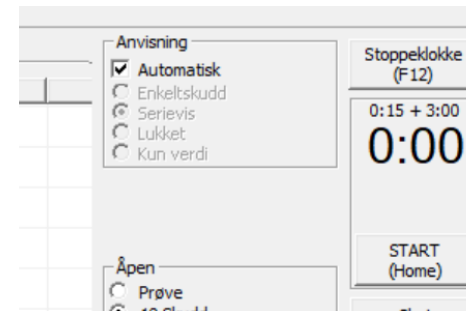 Anvisning
Automatisk
Enkeltskudd
Serievis
Lukket
Kun verdi
Stoppeklokke
(F12)
0:15 + 3:00
0:00
START
(Home)
Åpen
Prøve